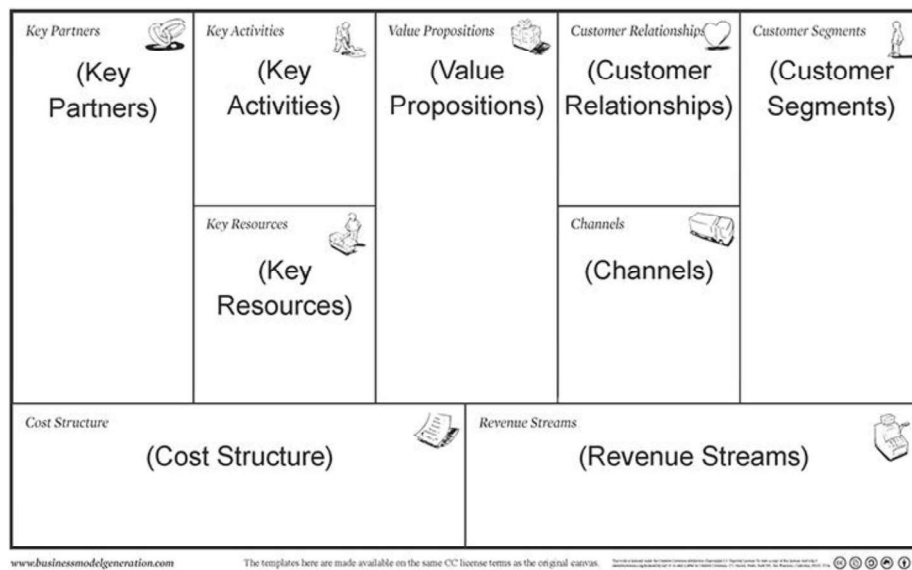 Key Partners
(Key
Partners)
Key Activities
(Key
Activities)
Key Resources
(Key
Resources)
Value Propositions
(Value
Propositions)
Customer Relationships
(Customer
Relationships)
Channels
(Channels)
Customer Segments
(Customer
Segments)
Cost Structure
(Cost Structure)
Revenue Streams
(Revenue Streams)
www.businessmodelgeneration.com
The templates here are made available on the same CC license terms as the original canvas.